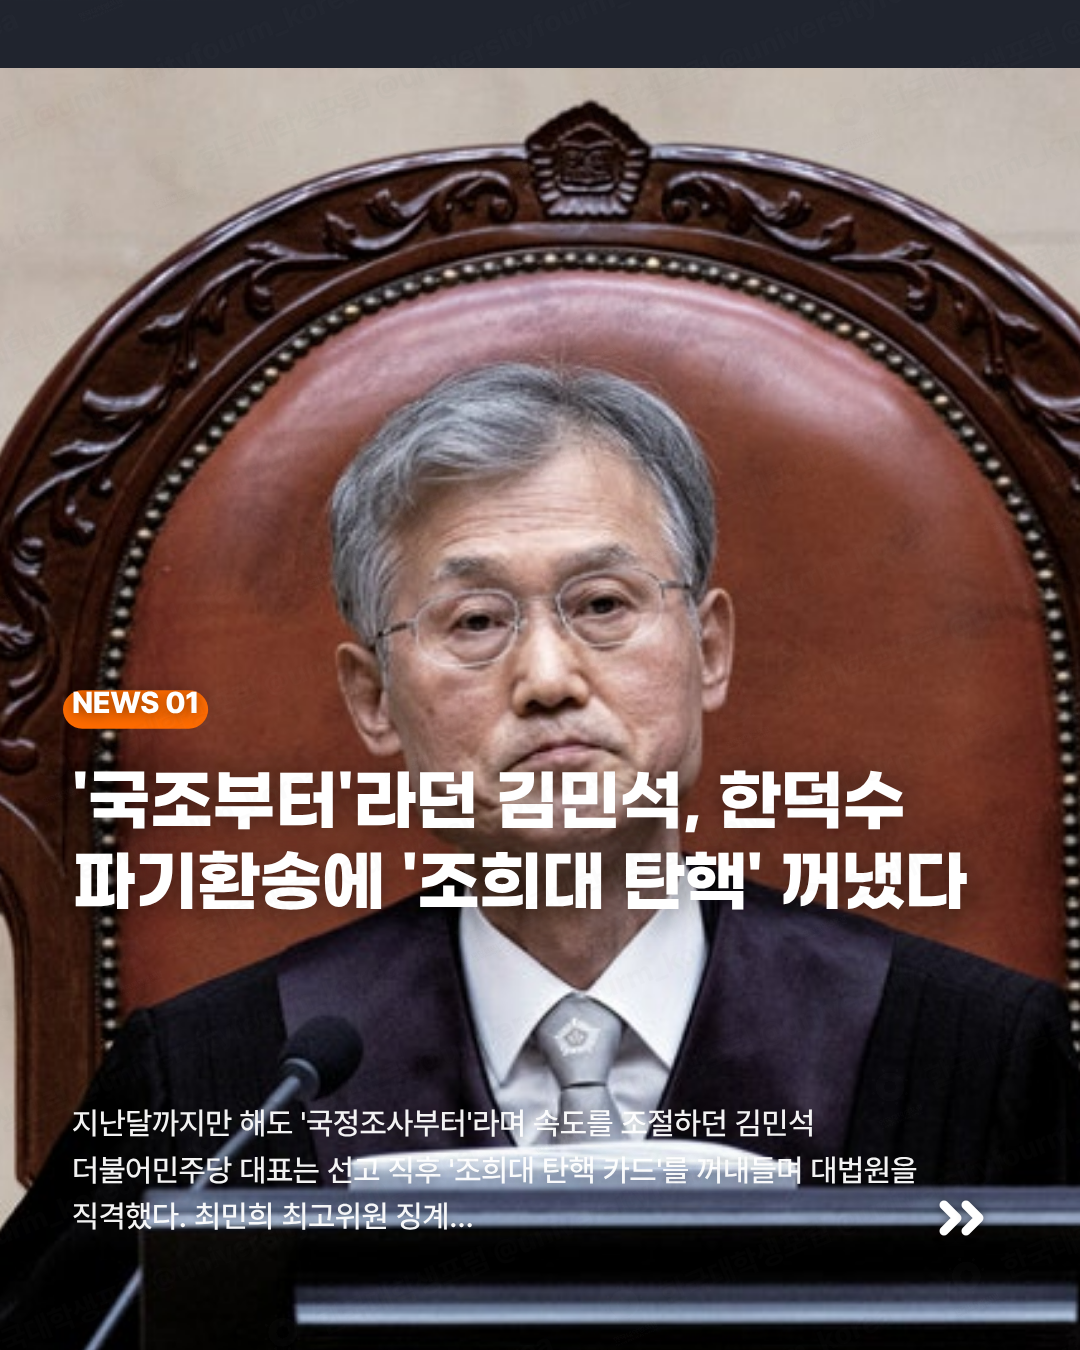 NEWS 01
'국조부터'라던 김민석, 한덕수
파기환송에 '조희대 탄핵' 꺼냈다
지난달까지만 해도 '국정조사부터'라며 속도를 조절하던 김민석
더불어민주당 대표는 선고 직후 '조희대 탄핵 카드'를 꺼내들며 대법원을
직격했다. 최민희 최고위원 징계...